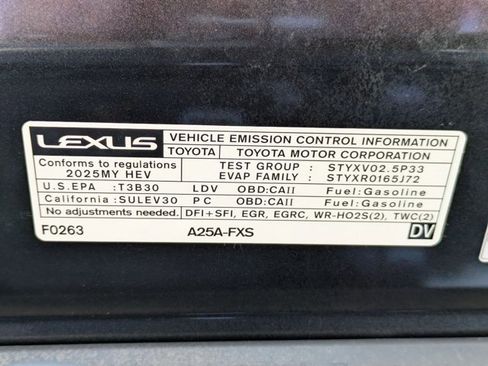 LEXUS VEHICLE EMISSION CONTROL INFORMATION
TOYOTA TOYOTA MOTOR CORPORATION
Conforms to regulations TEST GROUP : STYXV02.5P33
2025MY HEV EVAP FAMILY : STYXR0165J72
U.S.EPA :T3B30 LDV OBD:CAII Fuel:Gasoline
California :SULEV30 PC OBD:CAII Fuel:Gasoline
No adjustments needed. DFI+SFI, EGR, EGRC, WR-HO2S(2), TWC(2)
F0263 A25A-FXS DV